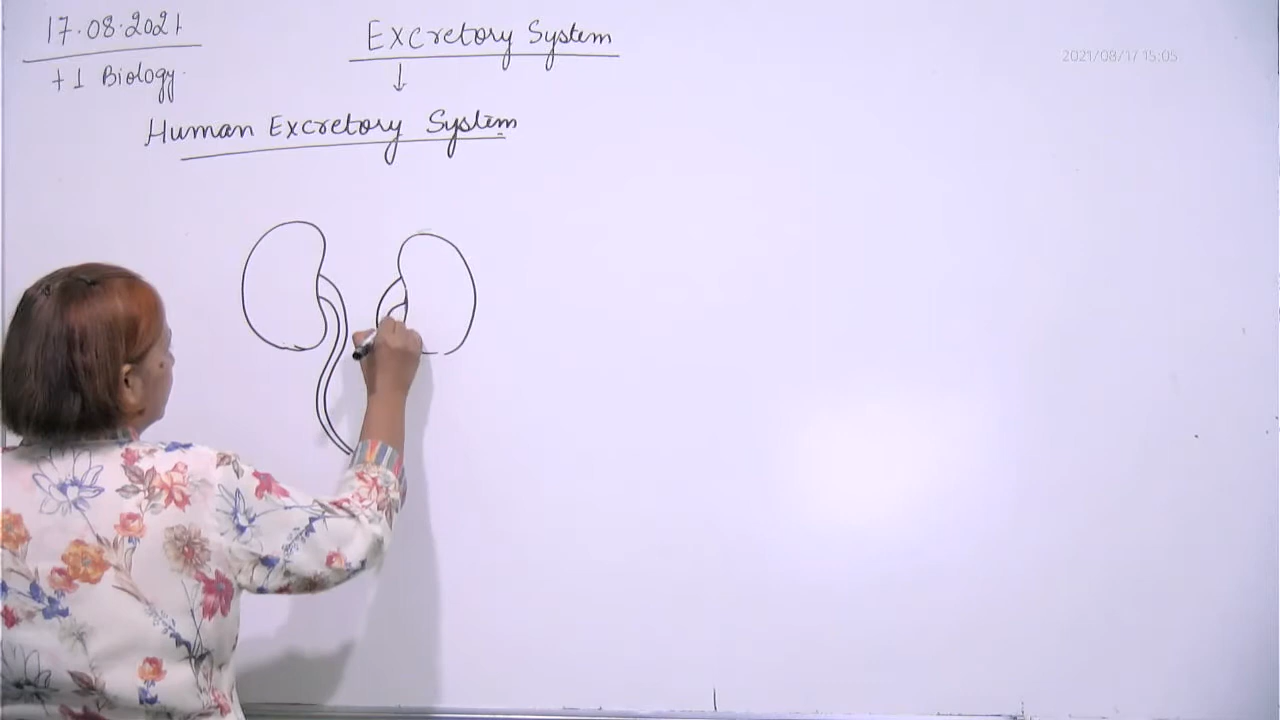 17.08.2021
Excretory System
2021/08/17 15:05
+1 Biology.
Human Excretory System